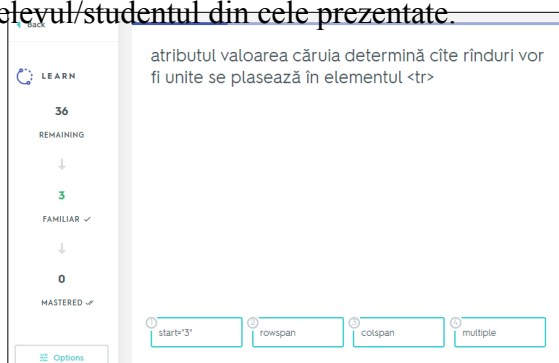 elevul/studentul din cele prezentate.
Back
LEARN
36
REMAINING
3
FAMILIAR
0
MASTERED
Options
atributul valoarea căruia determină cîte rînduri vor
fi unite se plasează în elementul <tr>
1 start="3"
2 rowspan
3 colspan
4 multiple